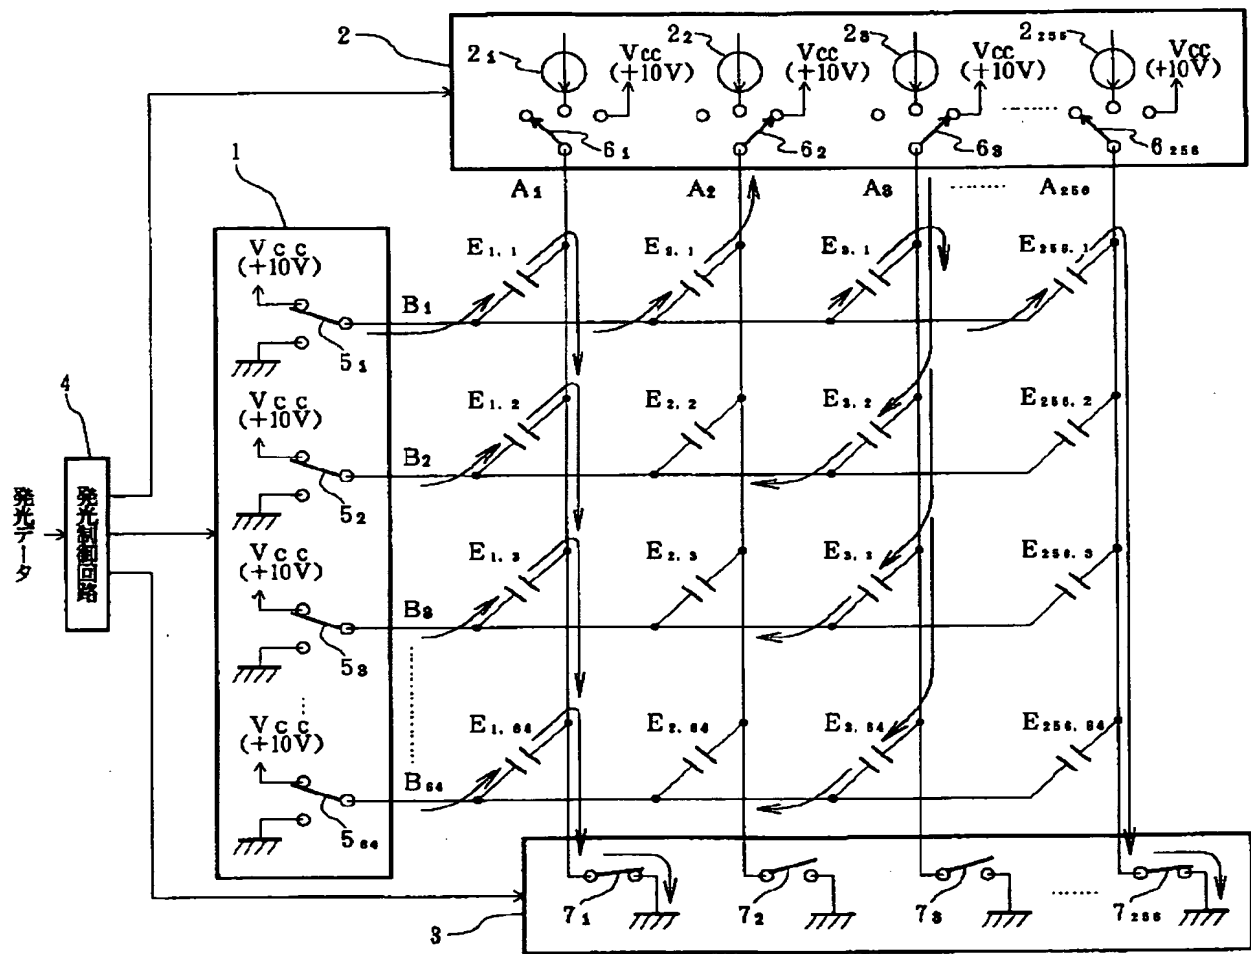 2
2₁
Vcc
(+10V)
2₂
Vcc
(+10V)
2₃
Vcc
(+10V)
2₂₅₆
Vcc
(+10V)
6₁
6₂
6₃
6₂₅₆
A₁
A₂
A₃
A₂₅₆
1
Vcc
(+10V)
5₁
B₁
E₁.₁
E₂.₁
E₃.₁
E₂₅₆.₁
4
発光データ
発光制御回路
Vcc
(+10V)
5₂
B₂
E₁.₂
E₂.₂
E₃.₂
E₂₅₆.₂
Vcc
(+10V)
5₃
B₃
E₁.₃
E₂.₃
E₃.₃
E₂₅₆.₃
Vcc
(+10V)
5₆₄
B₆₄
E₁.₆₄
E₂.₆₄
E₃.₆₄
E₂₅₆.₆₄
3
7₁
7₂
7₃
7₂₅₆